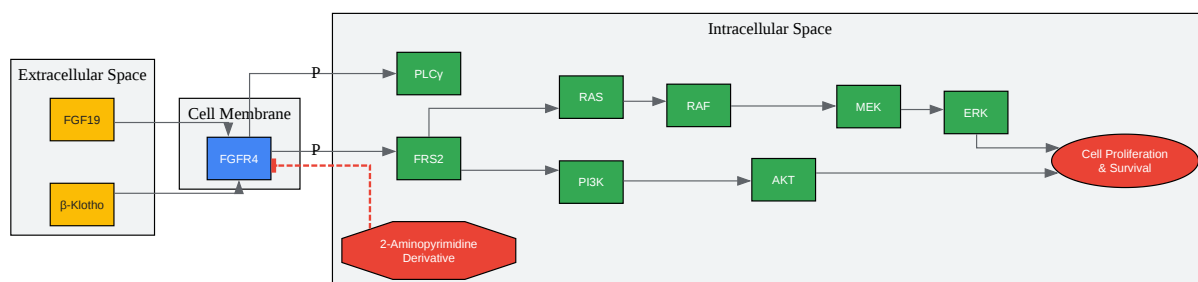 Intracellular Space
Extracellular Space
Cell Membrane
FGF19
β-Klotho
FGFR4
P
P
PLCγ
FRS2
RAS
RAF
MEK
ERK
PI3K
AKT
Cell Proliferation
& Survival
2-Aminopyrimidine
Derivative